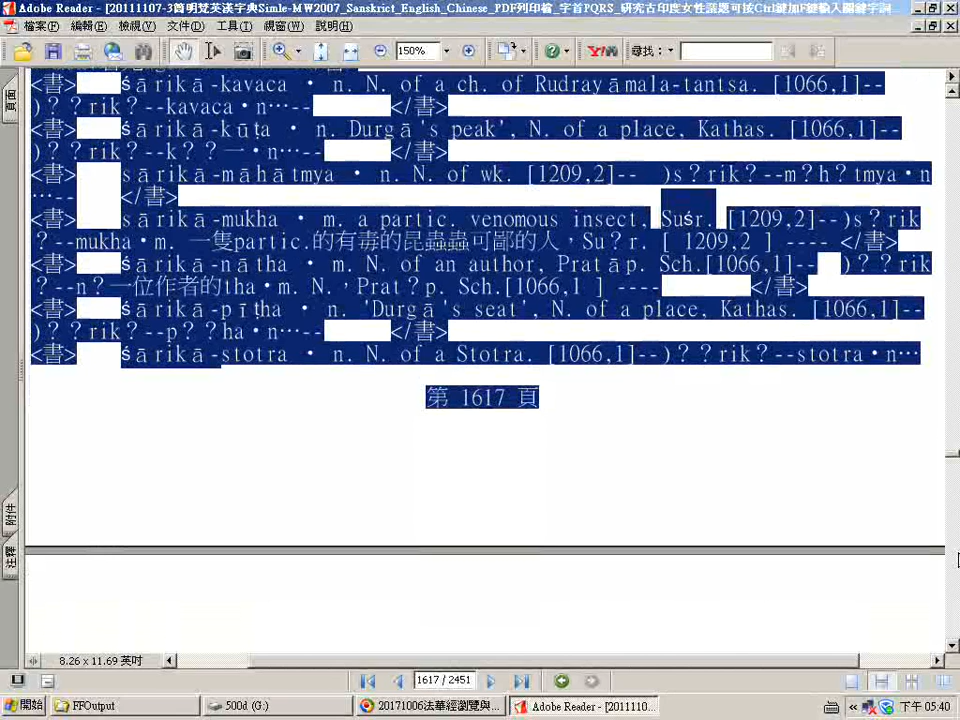 Adobe Reader - [20111107-3簡明梵英漢字典Simle-MW2007_Sanskrict_English_Chinese_PDF列印檔_字首PQRS_研究古印度女性議題可按Ctrl鍵加F鍵輸入關鍵字詞
檔案(F) 編輯(E) 檢視(V) 文件(D) 工具(T) 視窗(W) 說明(H)
150% 尋找:
頁面
<書> śārikā-kavaca • n. N. of a ch. of Rudrayāmala-tantsa. [1066,1]--
)??rik?--kavaca•n…-- </書>
<書> śārikā-kūṭa • n. Durgā's peak', N. of a place, Kathas. [1066,1]--
)??rik?--k??一•n…-- </書>
<書> sārikā-māhātmya • n. N. of wk. [1209,2]-- )s?rik?--m?h?tmya•n
…-- </書>
<書> sārikā-mukha • m. a partic. venomous insect, Suśr. [1209,2]--)s?rik
?--mukha•m. 一隻partic.的有毒的昆蟲蟲可鄙的人，Su?r. [ 1209,2 ] ---- </書>
<書> śārikā-nātha • m. N. of an author, Pratāp. Sch.[1066,1]-- )??rik
?--n?一位作者的tha•m. N.，Prat?p. Sch.[1066,1 ] ---- </書>
<書> śārikā-pīṭha • n. 'Durgā's seat', N. of a place, Kathas. [1066,1]--
)??rik?--p??ha•n…-- </書>
<書> śārikā-stotra • n. N. of a Stotra. [1066,1]--)??rik?--stotra•n…
第 1617 頁
附件
注釋
8.26 x 11.69 英吋
1617 / 2451
開始 FFOutput 500d (G:) 20171006法華經瀏覽與... Adobe Reader - [2011110... 下午 05:40